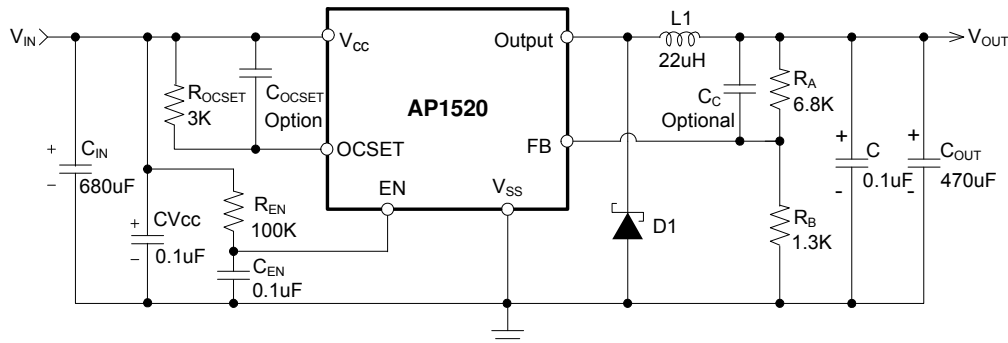 V_IN
V_CC
Output
L1
22uH
V_OUT
R_OCSET
3K
C_OCSET
Option
AP1520
C_C
Optional
R_A
6.8K
OCSET
FB
+
C_IN
680uF
−
EN
V_SS
+
C
0.1uF
-
+
C_OUT
470uF
-
R_EN
100K
D1
R_B
1.3K
+
CVcc
0.1uF
−
C_EN
0.1uF